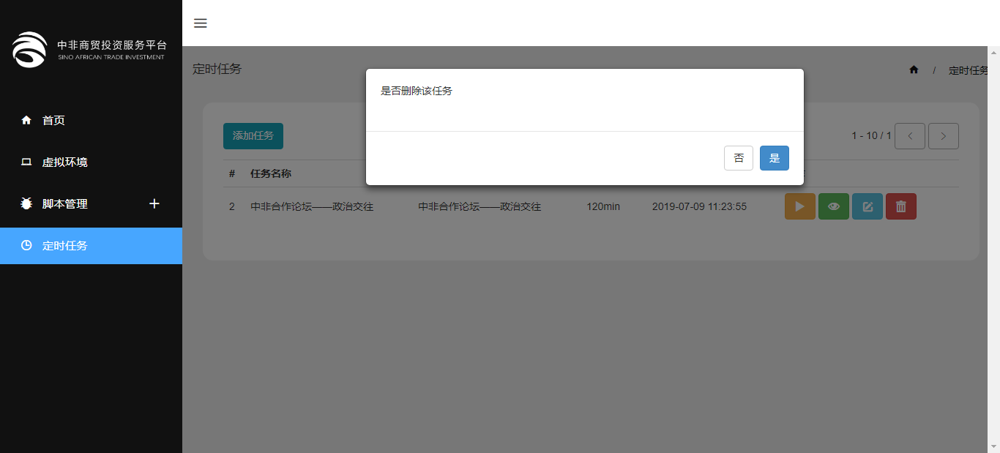 中非商贸投资服务平台
SINO AFRICAN TRADE INVESTMENT
首页
虚拟环境
脚本管理
定时任务
定时任务
/ 定时任务
是否删除该任务
否 是
添加任务
1 - 10 / 1
# 任务名称
2 中非合作论坛——政治交往 中非合作论坛——政治交往 120min 2019-07-09 11:23:55